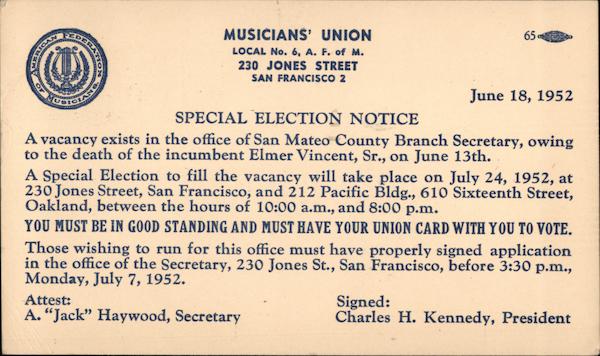 MUSICIANS' UNION
LOCAL No. 6, A. F. of M.
230 JONES STREET
SAN FRANCISCO 2
AMERICAN FEDERATION
OF MUSICIANS
65
June 18, 1952
SPECIAL ELECTION NOTICE
A vacancy exists in the office of San Mateo County Branch Secretary, owing
to the death of the incumbent Elmer Vincent, Sr., on June 13th.
A Special Election to fill the vacancy will take place on July 24, 1952, at
230 Jones Street, San Francisco, and 212 Pacific Bldg., 610 Sixteenth Street,
Oakland, between the hours of 10:00 a.m., and 8:00 p.m.
YOU MUST BE IN GOOD STANDING AND MUST HAVE YOUR UNION CARD WITH YOU TO VOTE.
Those wishing to run for this office must have properly signed application
in the office of the Secretary, 230 Jones St., San Francisco, before 3:30 p.m.,
Monday, July 7, 1952.
Attest:
A. "Jack" Haywood, Secretary
Signed:
Charles H. Kennedy, President